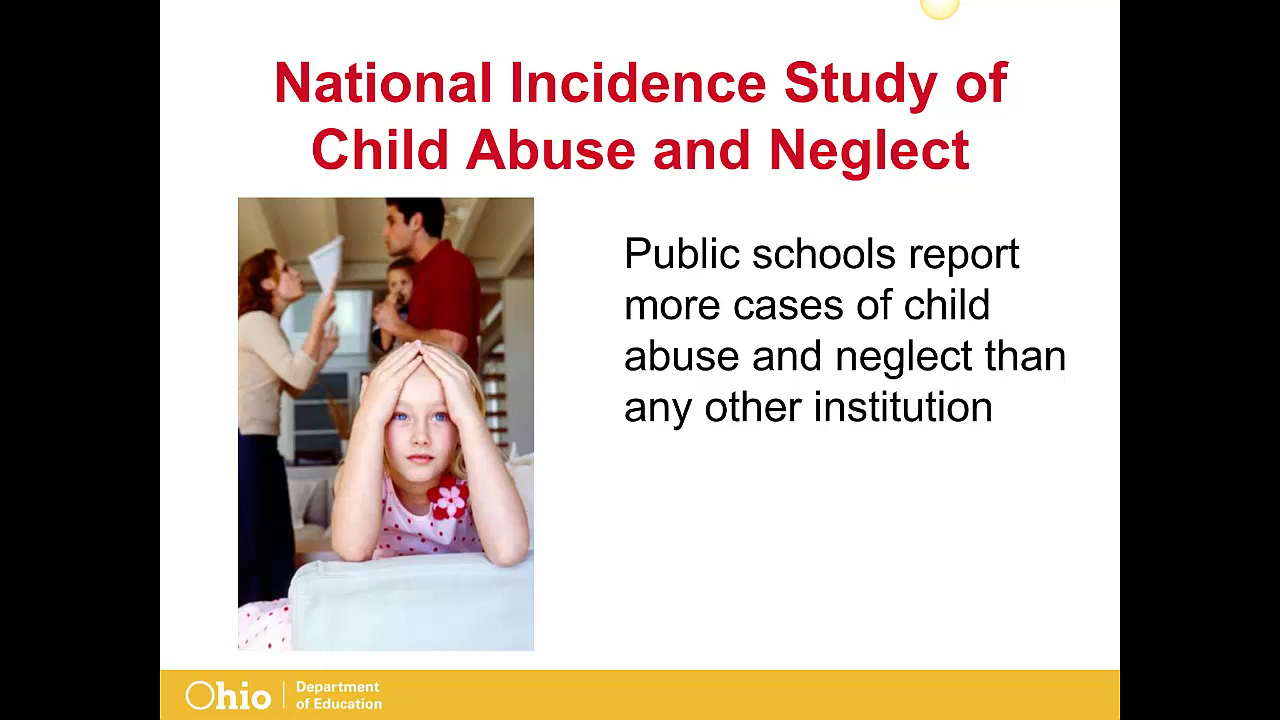 National Incidence Study of
Child Abuse and Neglect
Public schools report
more cases of child
abuse and neglect than
any other institution
Ohio
Department
of Education